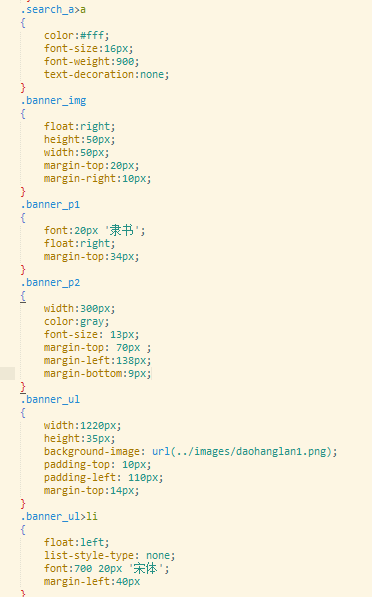 .search_a>a
{
color:#fff;
font-size:16px;
font-weight:900;
text-decoration:none;
}
.banner_img
{
float:right;
height:50px;
width:50px;
margin-top:20px;
margin-right:10px;
}
.banner_p1
{
font:20px '隶书';
float:right;
margin-top:34px;
}
.banner_p2
{
width:300px;
color:gray;
font-size: 13px;
margin-top: 70px ;
margin-left:138px;
margin-bottom:9px;
}
.banner_ul
{
width:1220px;
height:35px;
background-image: url(../images/daohanglan1.png);
padding-top: 10px;
padding-left: 110px;
margin-top:14px;
}
.banner_ul>li
{
float:left;
list-style-type: none;
font:700 20px '宋体';
margin-left:40px
}